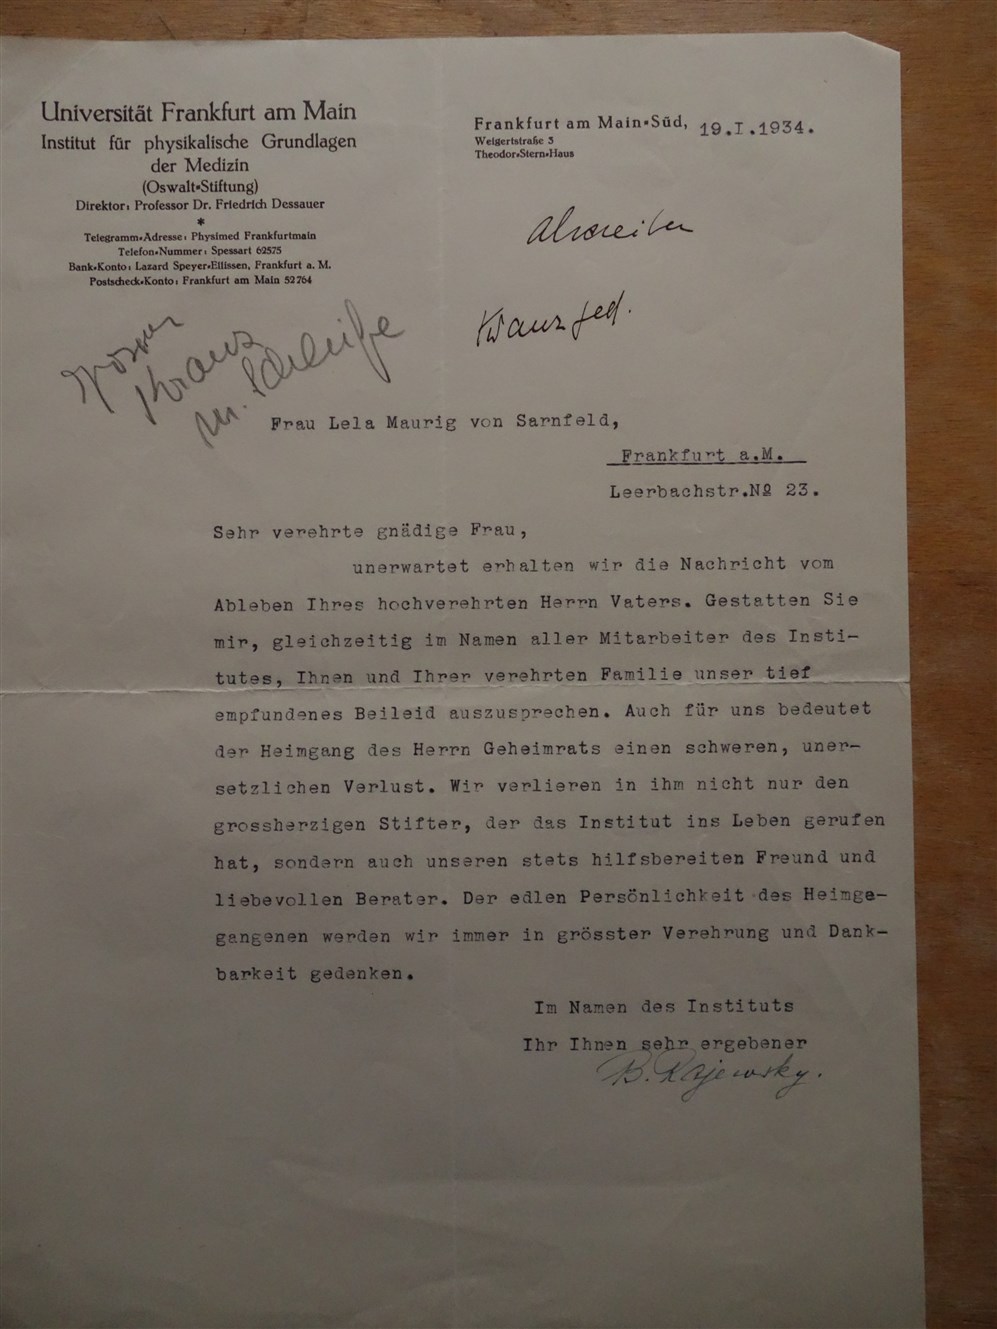 Universität Frankfurt am Main
Institut für physikalische Grundlagen
der Medizin
(Oswalt-Stiftung)
Direktor: Professor Dr. Friedrich Dessauer
*
Telegramm-Adresse: Physimed Frankfurtmain
Telefon-Nummer: Spessart 62575
Bank-Konto: Lazard Speyer-Ellissen, Frankfurt a. M.
Postscheck-Konto: Frankfurt am Main 52764
Frankfurt am Main-Süd, 19.I.1934.
Weigertstraße 3
Theodor-Stern-Haus
Kranz ged.
grosser
Kranz
m. Schleife
Frau Lela Maurig von Sarnfeld,
Frankfurt a.M.
Leerbachstr.No 23.
Sehr verehrte gnädige Frau,
unerwartet erhalten wir die Nachricht vom
Ableben Ihres hochverehrten Herrn Vaters. Gestatten Sie
mir, gleichzeitig im Namen aller Mitarbeiter des Insti-
tutes, Ihnen und Ihrer verehrten Familie unser tief
empfundenes Beileid auszusprechen. Auch für uns bedeutet
der Heimgang des Herrn Geheimrats einen schweren, uner-
setzlichen Verlust. Wir verlieren in ihm nicht nur den
grossherzigen Stifter, der das Institut ins Leben gerufen
hat, sondern auch unseren stets hilfsbereiten Freund und
liebevollen Berater. Der edlen Persönlichkeit des Heimge-
gangenen werden wir immer in grösster Verehrung und Dank-
barkeit gedenken.
Im Namen des Instituts
Ihr Ihnen sehr ergebener
B. Rajewsky.